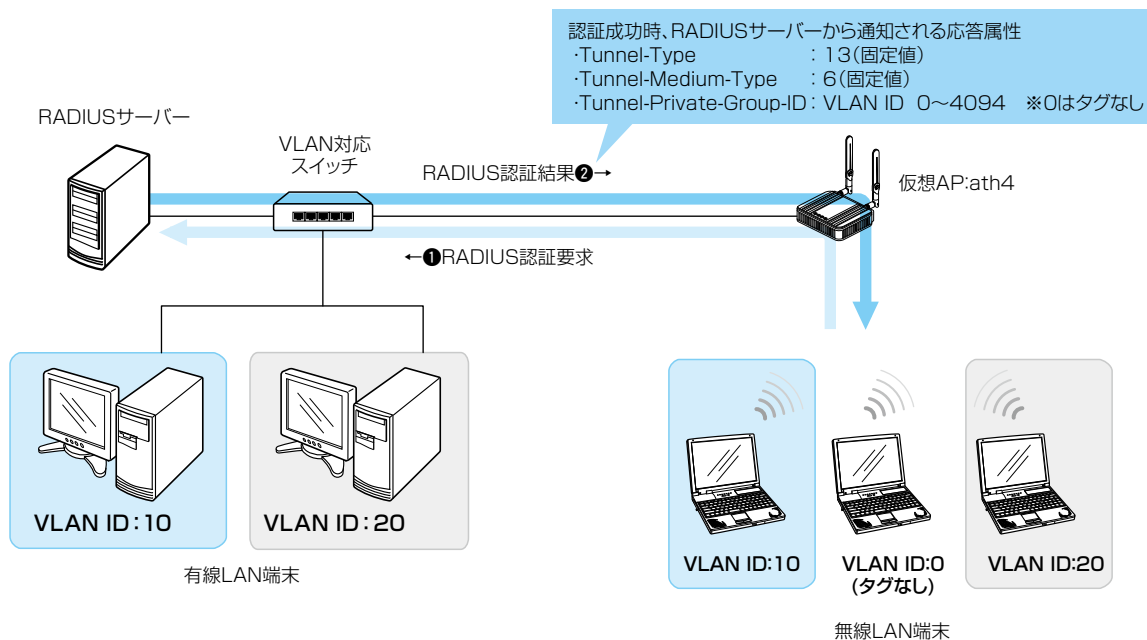 認証成功時、RADIUSサーバーから通知される応答属性
･Tunnel-Type : 13(固定値)
･Tunnel-Medium-Type : 6(固定値)
･Tunnel-Private-Group-ID : VLAN ID 0～4094 ※0はタグなし
RADIUSサーバー
VLAN対応
スイッチ
RADIUS認証結果❷→
仮想AP:ath4
←❶RADIUS認証要求
VLAN ID：10
VLAN ID：20
有線LAN端末
VLAN ID:10
VLAN ID:0
(タグなし)
VLAN ID:20
無線LAN端末